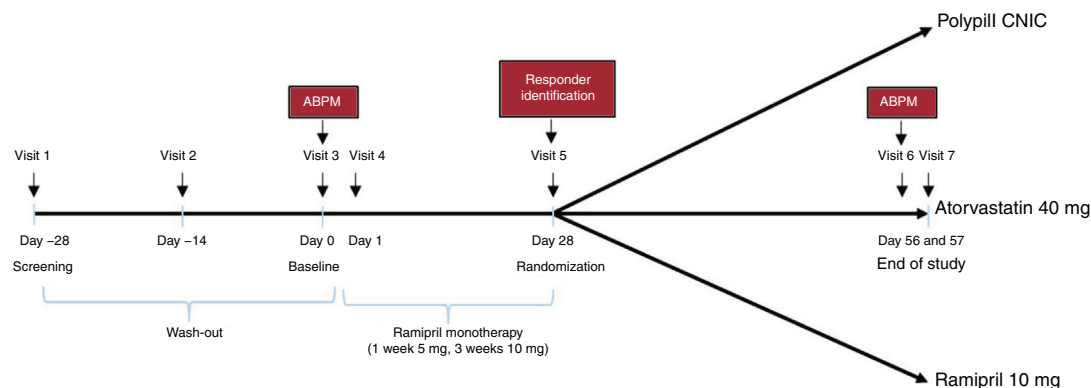 Polypill CNIC
Responder
identification
ABPM
ABPM
Visit 1
Visit 2
Visit 3
Visit 4
Visit 5
Visit 6
Visit 7
Atorvastatin 40 mg
Day −28
Day −14
Day 0
Day 1
Day 28
Day 56 and 57
Screening
Baseline
Randomization
End of study
Wash-out
Ramipril monotherapy
(1 week 5 mg, 3 weeks 10 mg)
Ramipril 10 mg